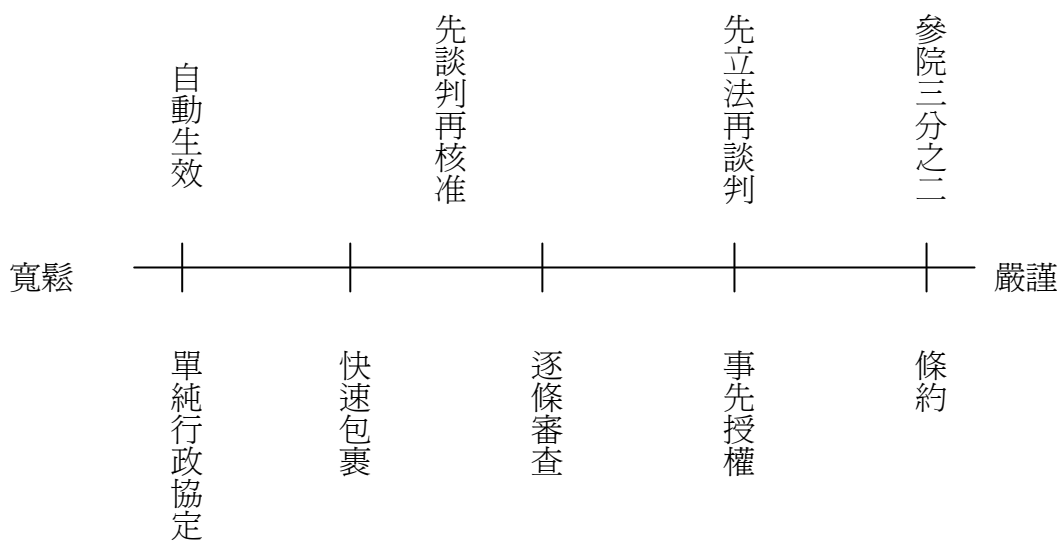 自動生效
先談判再核准
先立法再談判
參院三分之二
寬鬆
嚴謹
單純行政協定
快速包裹
逐條審查
事先授權
條約